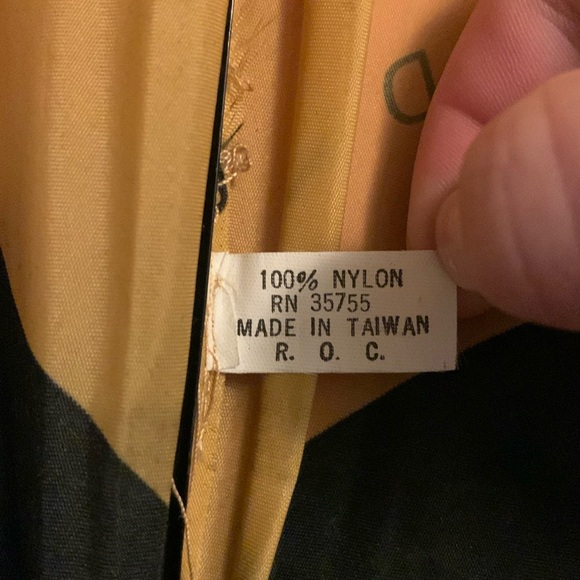 D
100% NYLON
RN 35755
MADE IN TAIWAN
R. O. C.